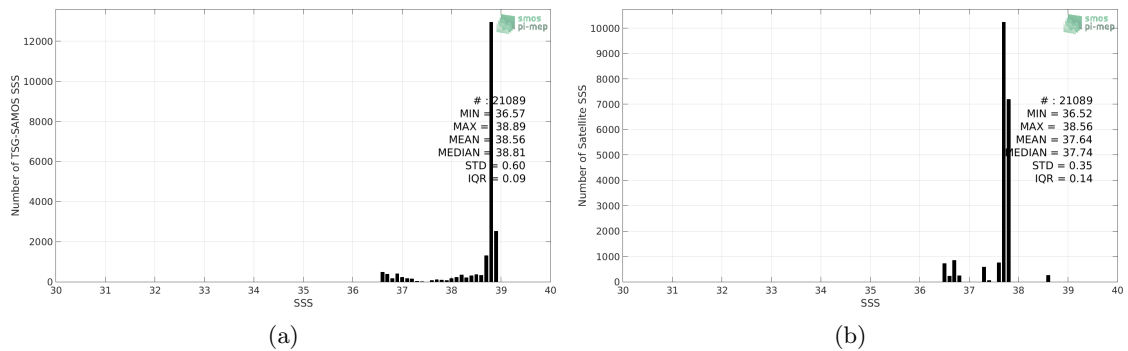 smos
pi-mep
12000
10000
8000
6000
4000
2000
0
Number of TSG-SAMOS SSS
# : 21089
MIN = 36.57
MAX = 38.89
MEAN = 38.56
MEDIAN = 38.81
STD = 0.60
IQR = 0.09
30 31 32 33 34 35 36 37 38 39 40
SSS
(a)
smos
pi-mep
10000
9000
8000
7000
6000
5000
4000
3000
2000
1000
0
Number of Satellite SSS
# : 21089
MIN = 36.52
MAX = 38.56
MEAN = 37.64
MEDIAN = 37.74
STD = 0.35
IQR = 0.14
30 31 32 33 34 35 36 37 38 39 40
SSS
(b)